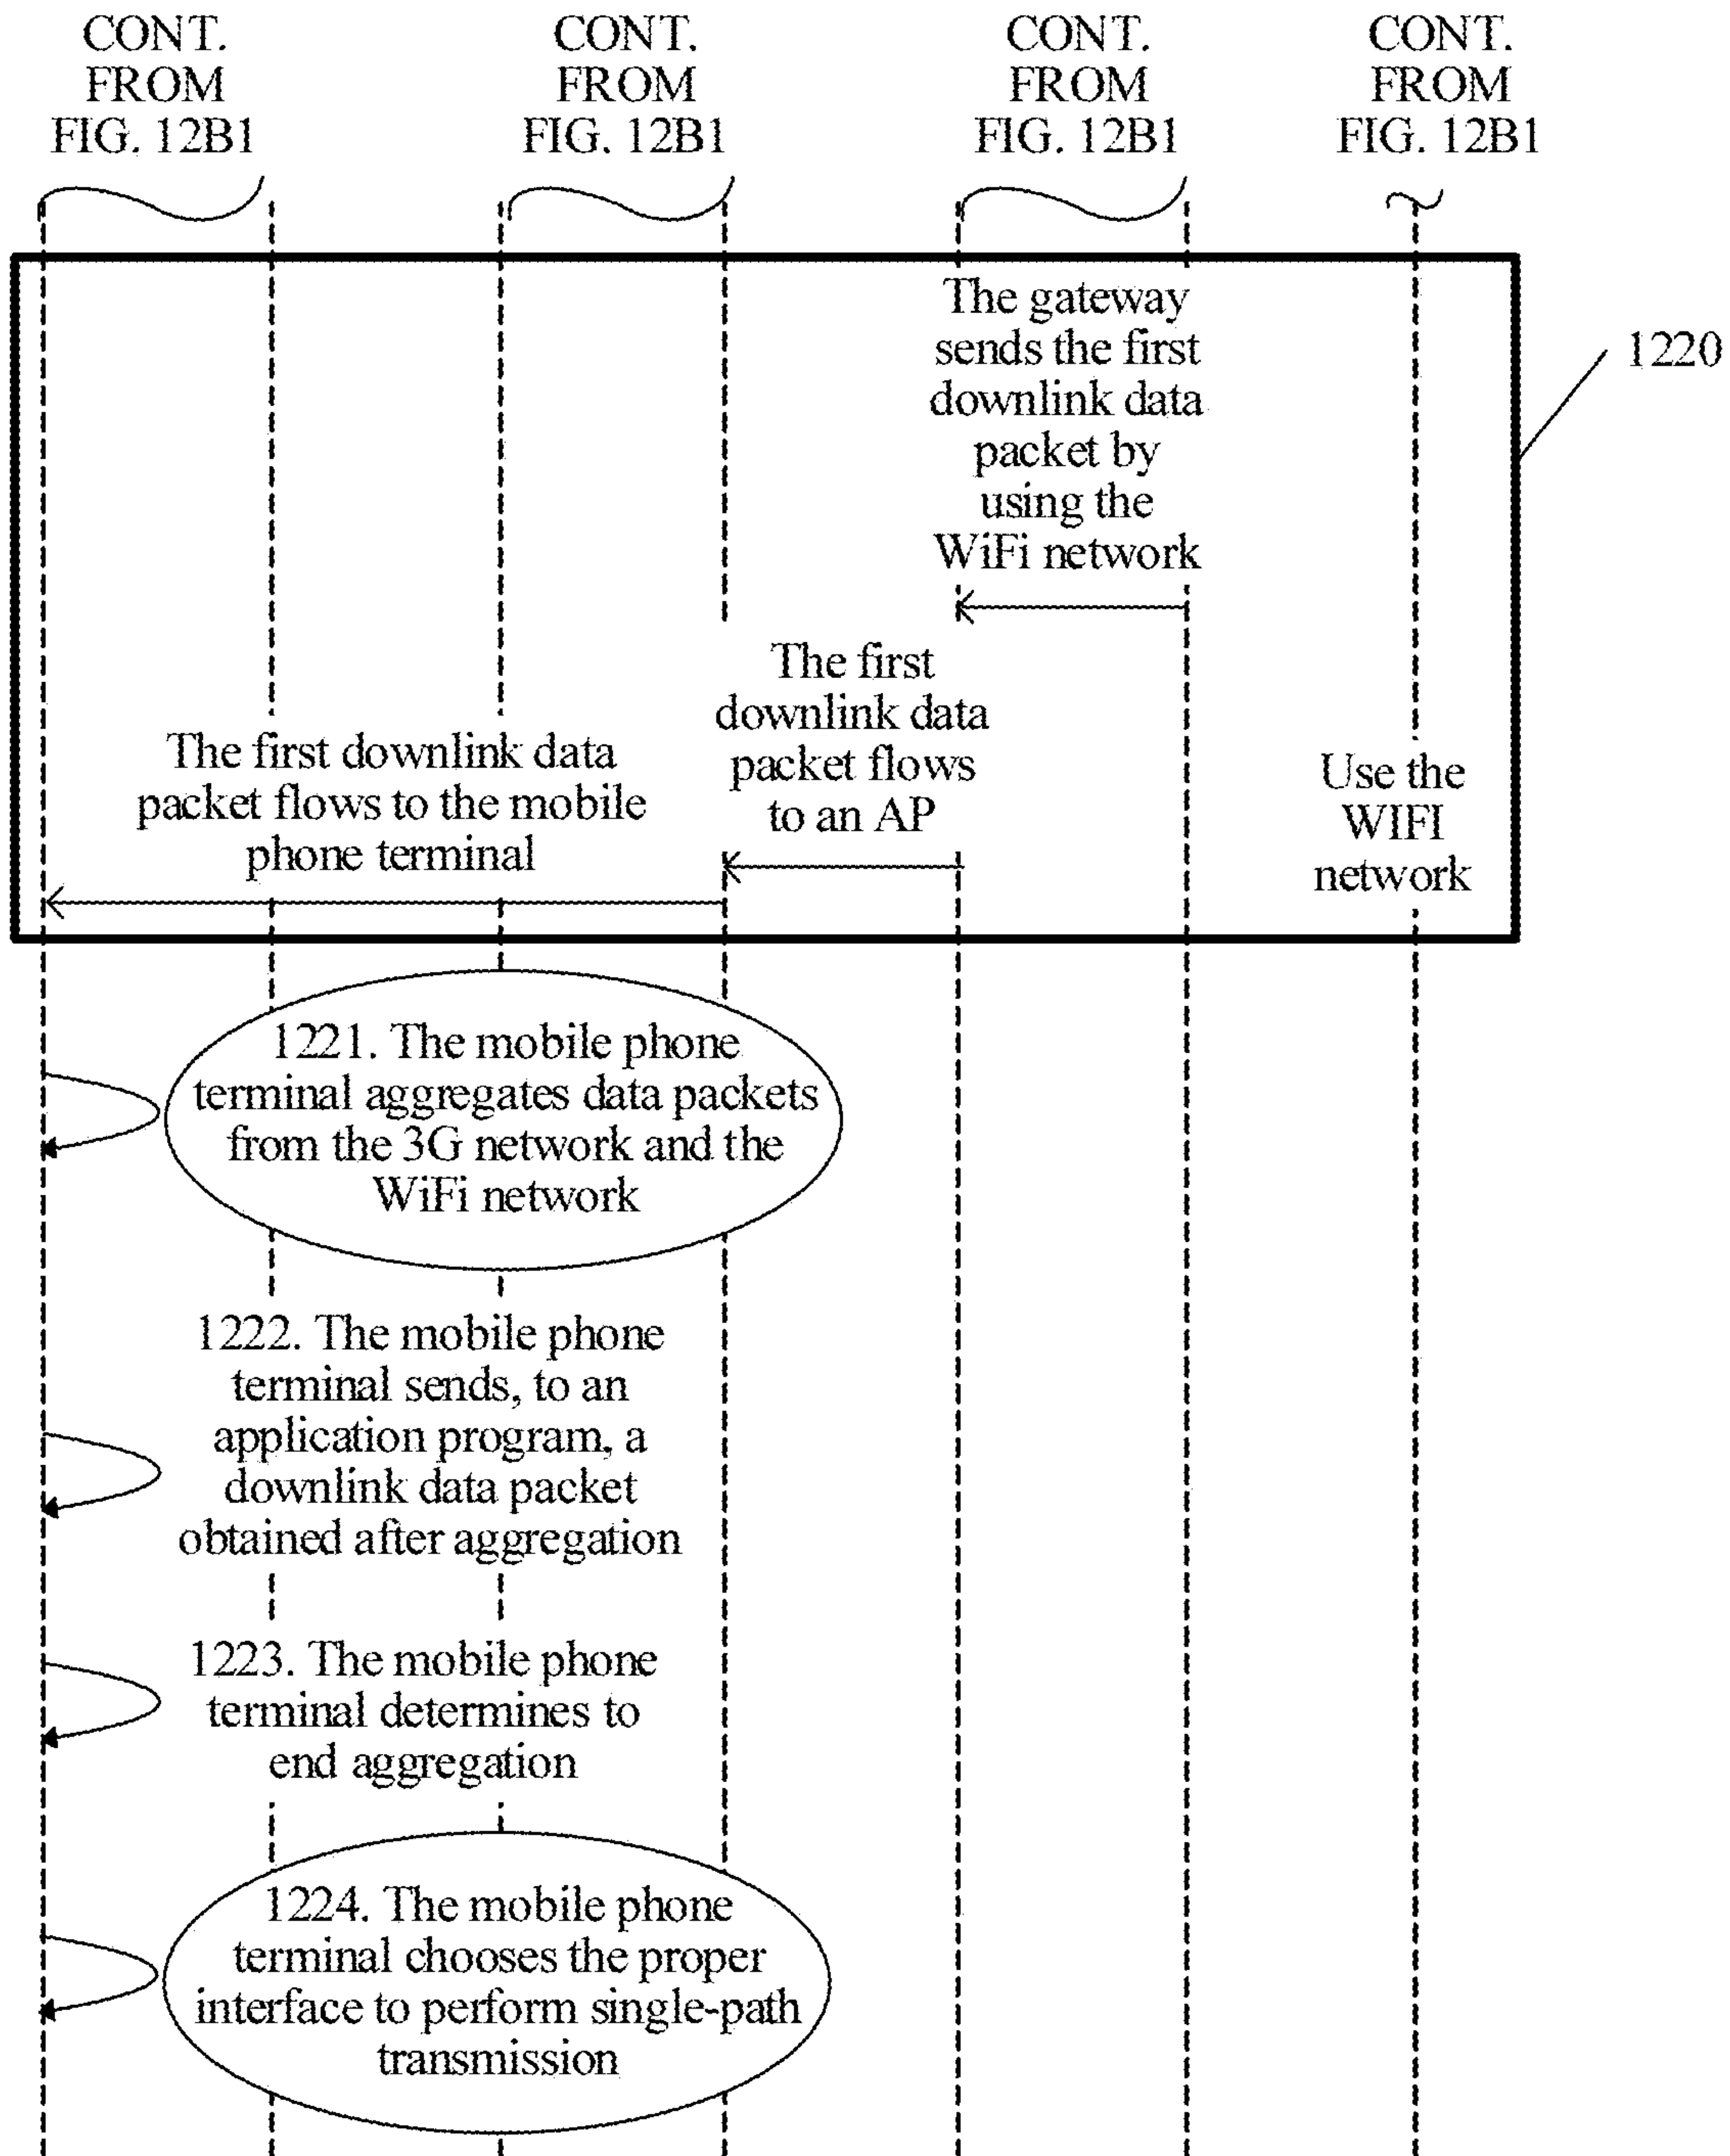 CONT.
FROM
FIG. 12B1
CONT.
FROM
FIG. 12B1
CONT.
FROM
FIG. 12B1
CONT.
FROM
FIG. 12B1
The gateway
sends the first
downlink data
packet by
using the
WiFi network
1220
The first
downlink data
packet flows
to an AP
The first downlink data
packet flows to the mobile
phone terminal
Use the
WIFI
network
1221. The mobile phone
terminal aggregates data packets
from the 3G network and the
WiFi network
1222. The mobile phone
terminal sends, to an
application program, a
downlink data packet
obtained after aggregation
1223. The mobile phone
terminal determines to
end aggregation
1224. The mobile phone
terminal chooses the proper
interface to perform single-path
transmission